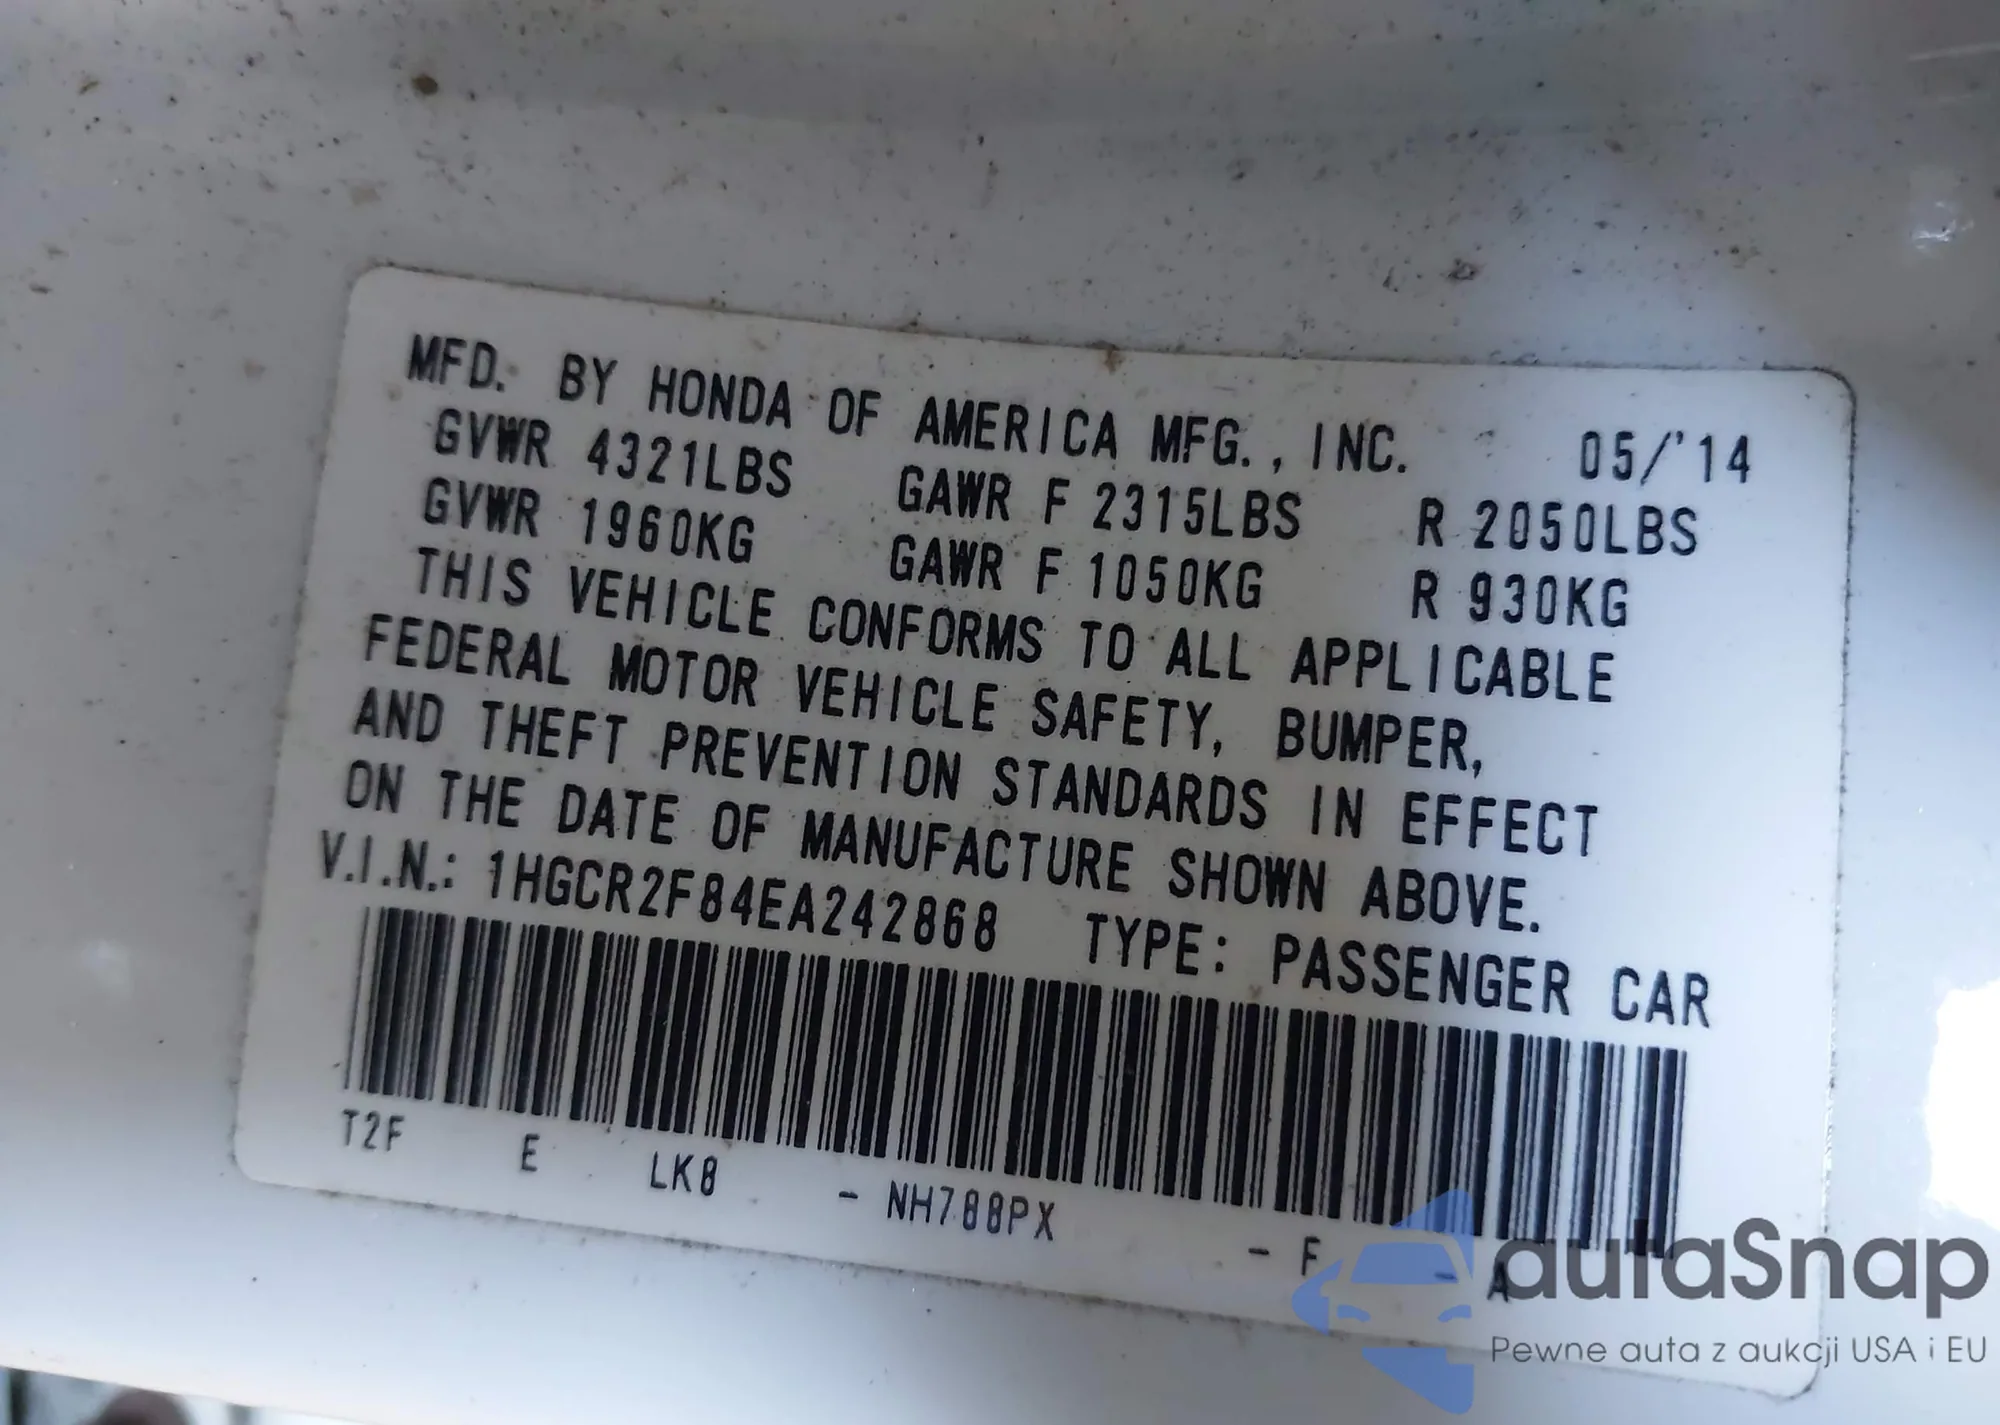 MFD. BY HONDA OF AMERICA MFG., INC. 05/'14
GVWR 4321LBS GAWR F 2315LBS R 2050LBS
GVWR 1960KG GAWR F 1050KG R 930KG
THIS VEHICLE CONFORMS TO ALL APPLICABLE
FEDERAL MOTOR VEHICLE SAFETY, BUMPER,
AND THEFT PREVENTION STANDARDS IN EFFECT
ON THE DATE OF MANUFACTURE SHOWN ABOVE.
V.I.N.: 1HGCR2F84EA242868 TYPE: PASSENGER CAR
T2F E LK8 - NH788PX - F - A
autaSnap
Pewne auta z aukcji USA i EU